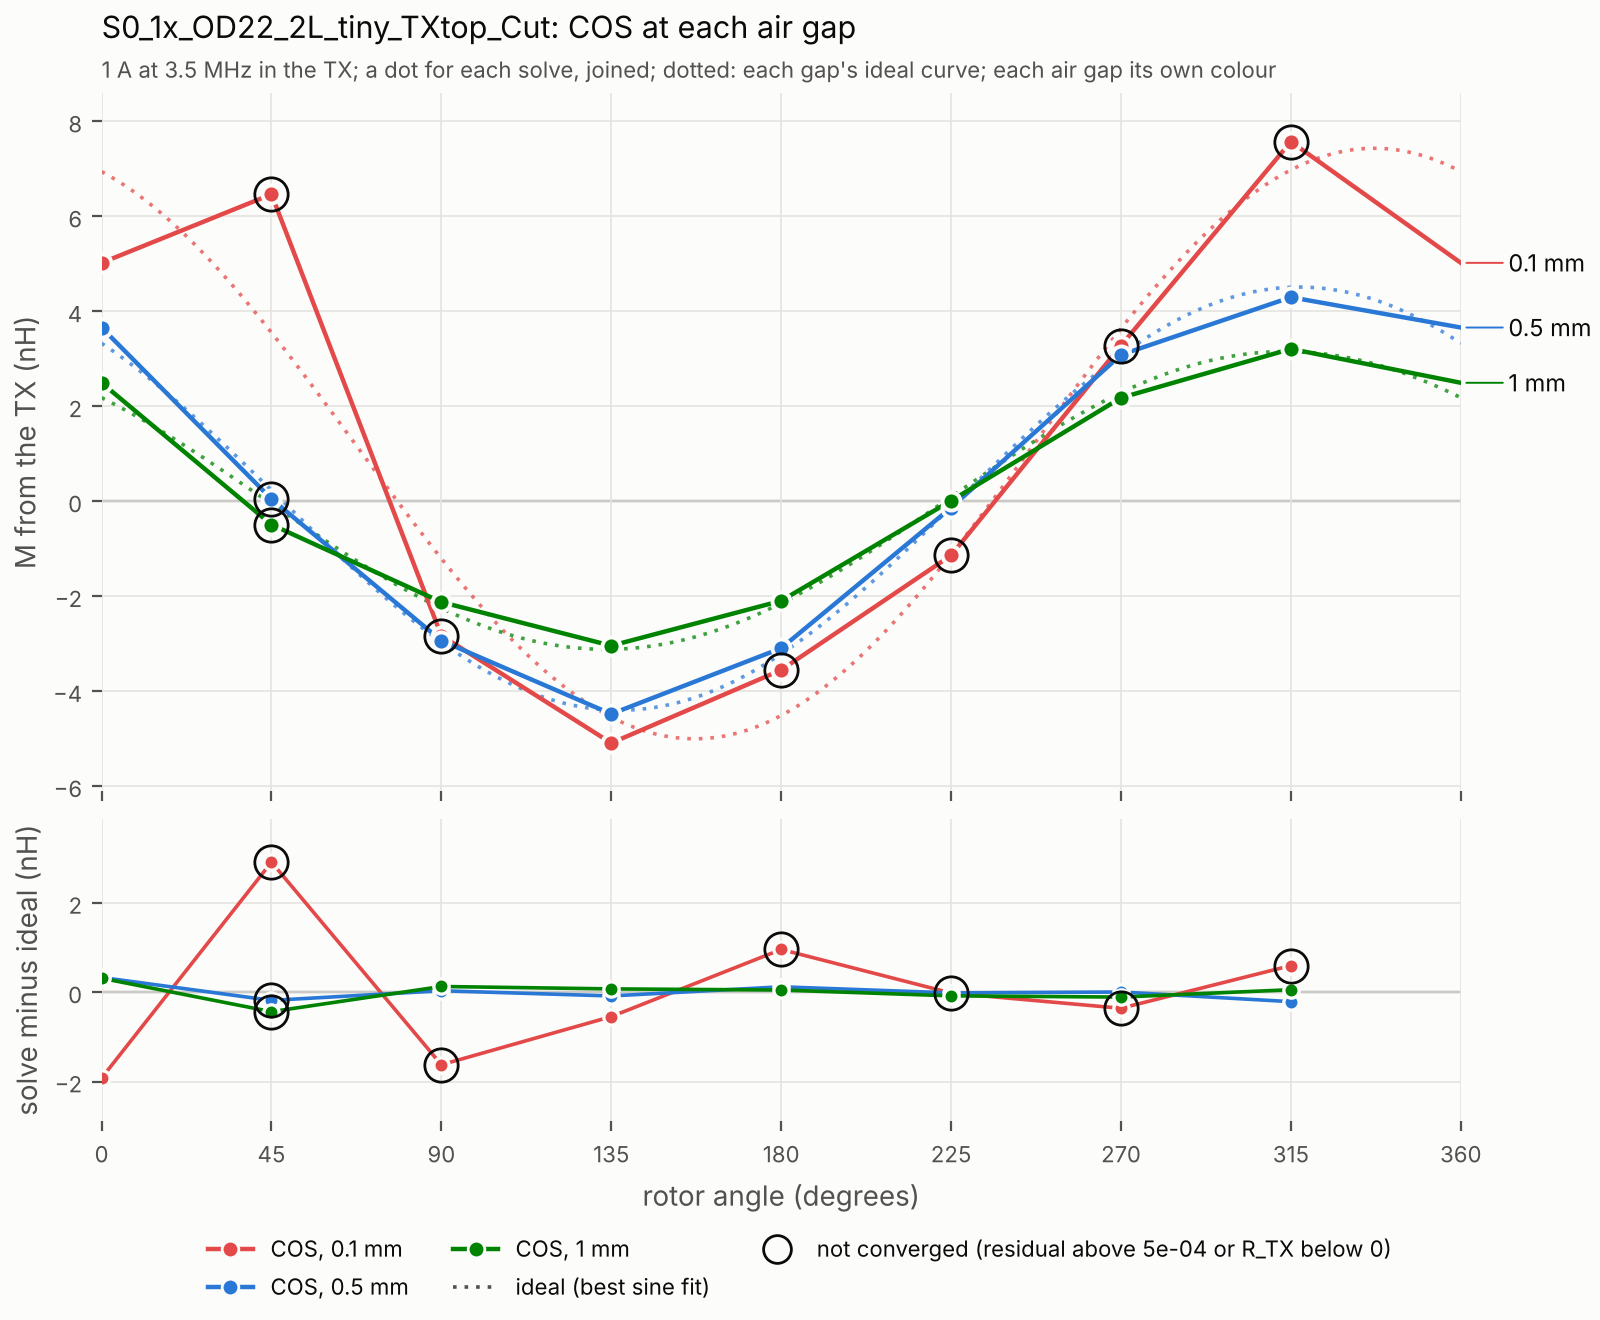 S0_1x_OD22_2L_tiny_TXtop_Cut: COS at each air gap
1 A at 3.5 MHz in the TX; a dot for each solve, joined; dotted: each gap's ideal curve; each air gap its own colour
M from the TX (nH)
8
6
4
2
0
−2
−4
−6
0.1 mm
0.5 mm
1 mm
solve minus ideal (nH)
2
0
−2
0 45 90 135 180 225 270 315 360
rotor angle (degrees)
COS, 0.1 mm COS, 1 mm not converged (residual above 5e-04 or R_TX below 0)
COS, 0.5 mm ideal (best sine fit)